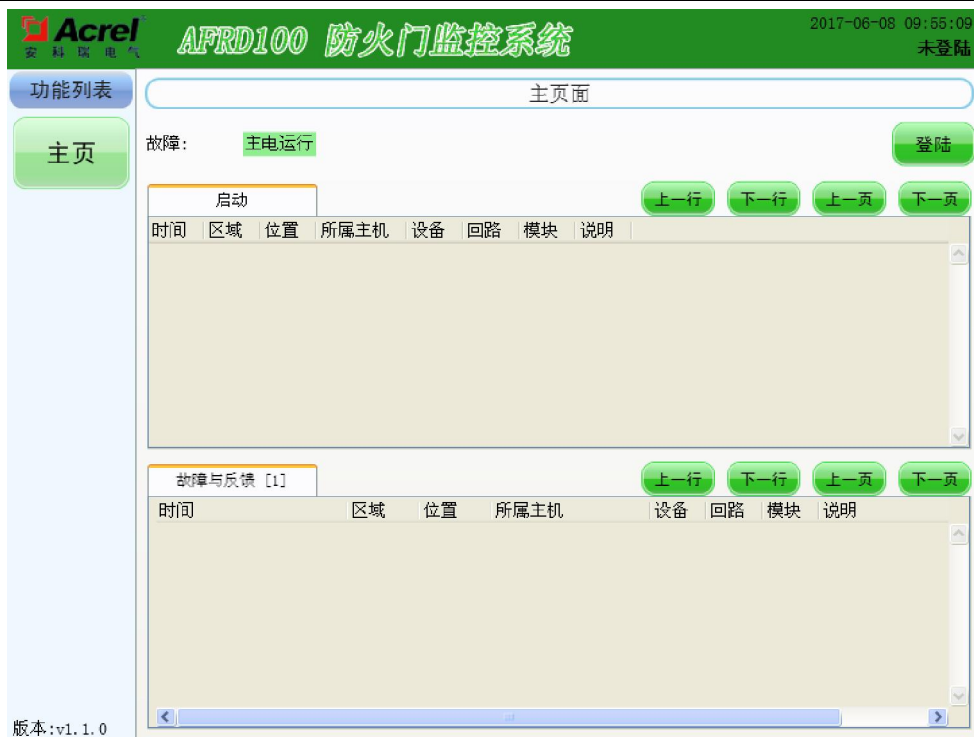 Acrel
安科瑞电气
AFRD100 防火门监控系统
2017-06-08 09:55:09
未登陆
功能列表
主页
版本:v1.1.0
主页面
故障: 主电运行
登陆
启动
上一行 下一行 上一页 下一页
时间 区域 位置 所属主机 设备 回路 模块 说明
故障与反馈 [1]
上一行 下一行 上一页 下一页
时间 区域 位置 所属主机 设备 回路 模块 说明